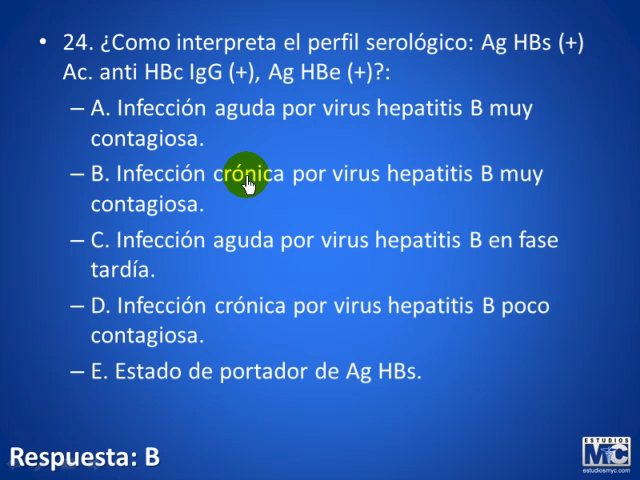 • 24. ¿Como interpreta el perfil serológico: Ag HBs (+)
Ac. anti HBc IgG (+), Ag HBe (+)?:
– A. Infección aguda por virus hepatitis B muy
contagiosa.
– B. Infección crónica por virus hepatitis B muy
contagiosa.
– C. Infección aguda por virus hepatitis B en fase
tardía.
– D. Infección crónica por virus hepatitis B poco
contagiosa.
– E. Estado de portador de Ag HBs.
Respuesta: B
ESTUDIOS
MyC
estudiosmyc.com